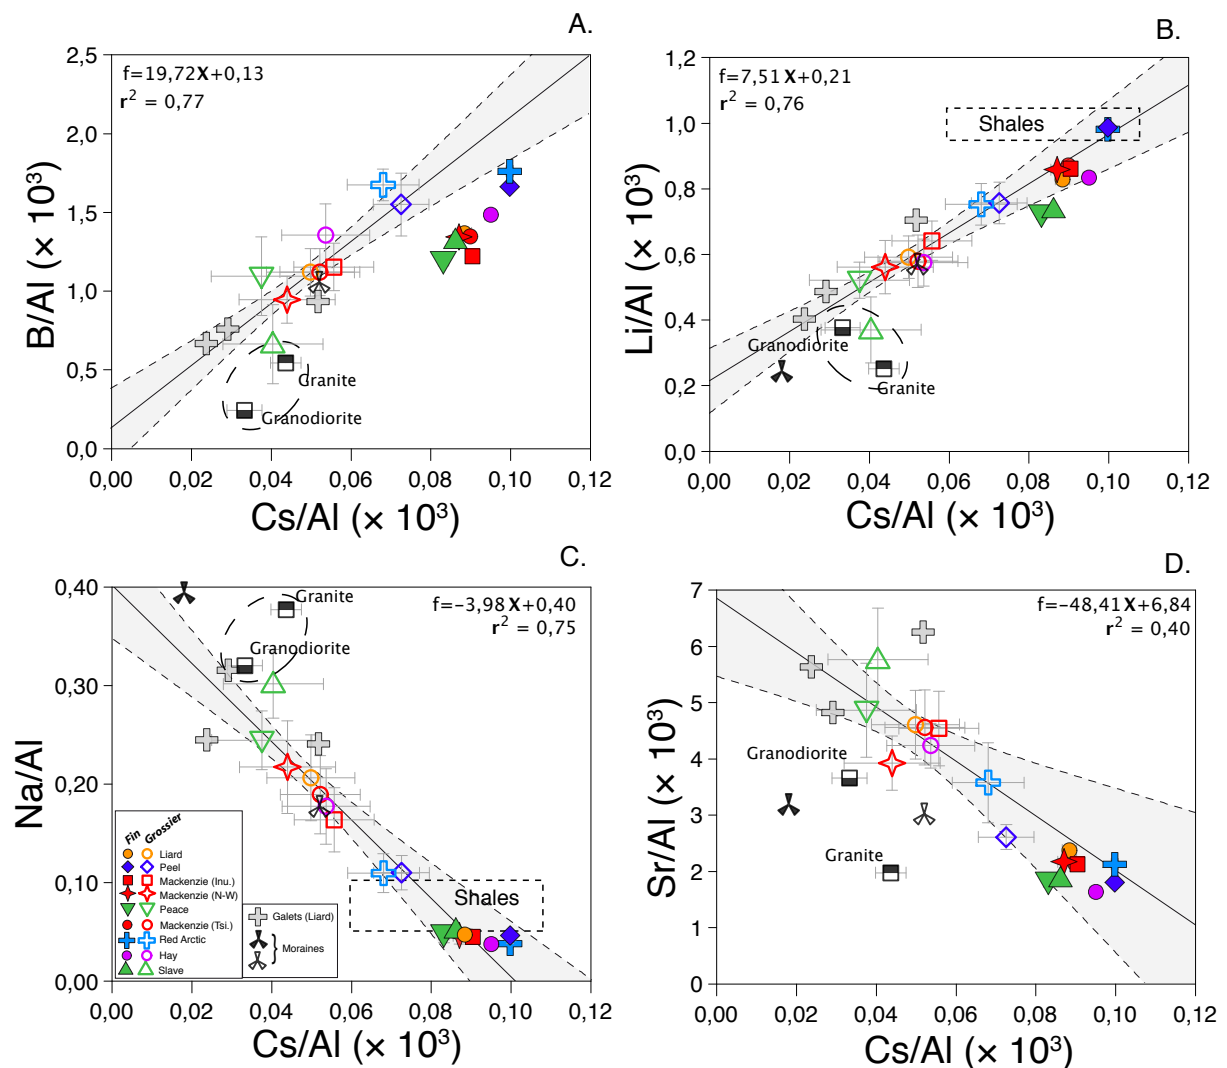 A.
f=19,72X+0,13
r² = 0,77
2,5
2,0
1,5
1,0
0,5
0,0
B/Al (× 10³)
Granite
Granodiorite
0,00 0,02 0,04 0,06 0,08 0,10 0,12
Cs/Al (× 10³)
B.
f=7,51X+0,21
r² = 0,76
1,2
1,0
0,8
0,6
0,4
0,2
0,0
Li/Al (× 10³)
Shales
Granodiorite
Granite
0,00 0,02 0,04 0,06 0,08 0,10 0,12
Cs/Al (× 10³)
C.
f=−3,98X+0,40
r² = 0,75
0,40
0,30
0,20
0,10
0,00
Na/Al
Granite
Granodiorite
Shales
Fin Grossier
Liard
Peel
Mackenzie (Inu.)
Mackenzie (N-W)
Peace
Mackenzie (Tsi.)
Red Arctic
Hay
Slave
Galets (Liard)
Moraines
0,00 0,02 0,04 0,06 0,08 0,10 0,12
Cs/Al (× 10³)
D.
f=−48,41X+6,84
r² = 0,40
7
6
5
4
3
2
1
0
Sr/Al (× 10³)
Granodiorite
Granite
0,00 0,02 0,04 0,06 0,08 0,10 0,12
Cs/Al (× 10³)